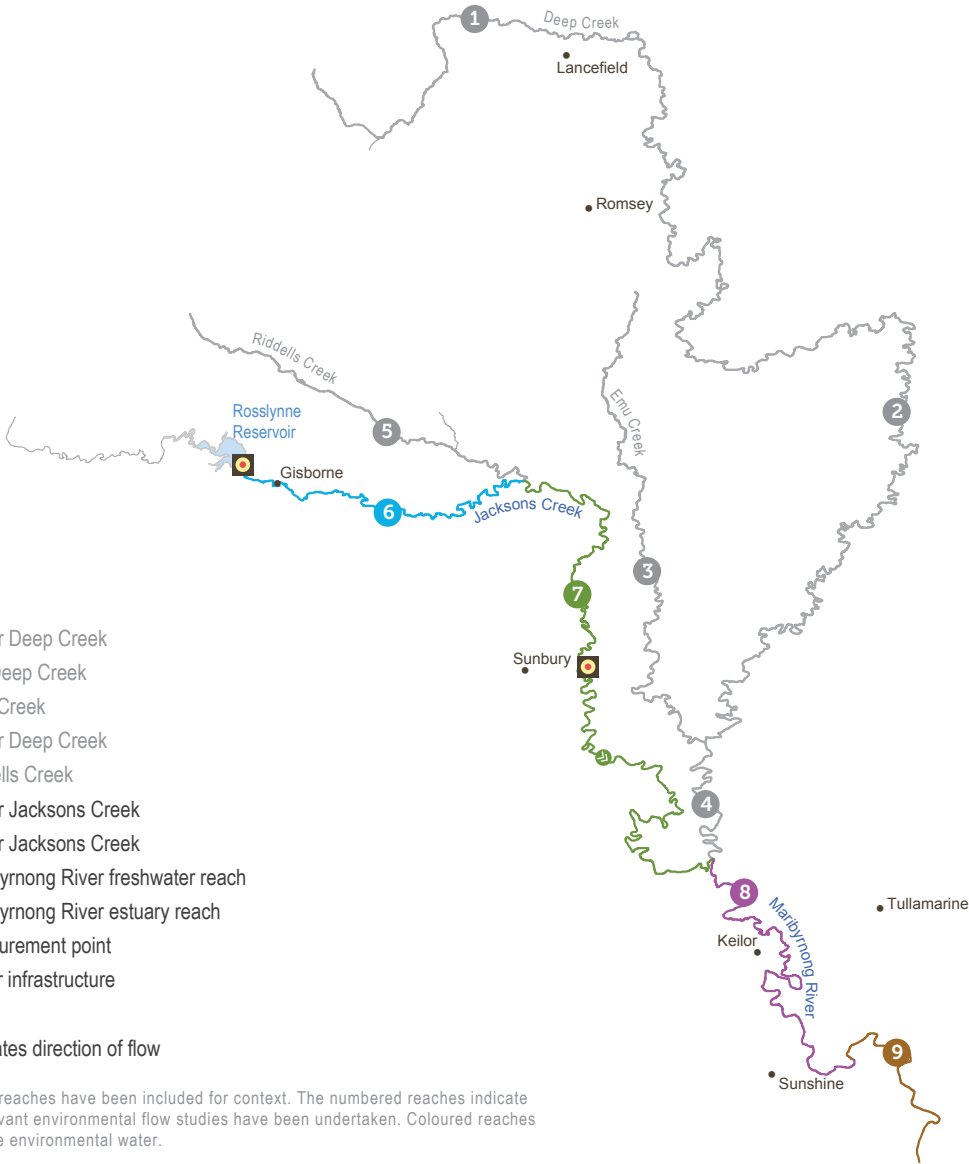 1
Deep Creek
Lancefield
Romsey
Riddells Creek
Emu Creek
2
Rosslynne
Reservoir
5
Gisborne
6
Jacksons Creek
3
7
Sunbury
4
8
Maribyrnong River
Tullamarine
Keilor
9
Sunshine
r Deep Creek
Deep Creek
Creek
r Deep Creek
ells Creek
r Jacksons Creek
r Jacksons Creek
yrnong River freshwater reach
yrnong River estuary reach
urement point
r infrastructure
ates direction of flow
reaches have been included for context. The numbered reaches indicate
vant environmental flow studies have been undertaken. Coloured reaches
e environmental water.